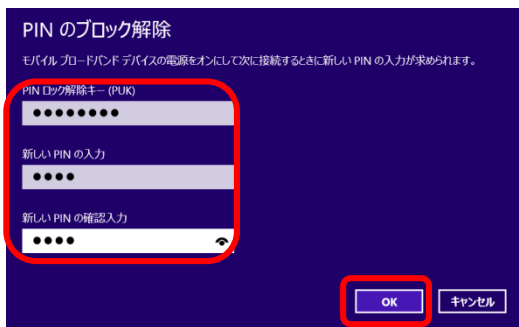 PIN のブロック解除
モバイル ブロードバンド デバイスの電源をオンにして次に接続するときに新しい PIN の入力が求められます。
PIN ロック解除キー (PUK)
●●●●●●●●
新しい PIN の入力
●●●●
新しい PIN の確認入力
●●●●
OK キャンセル